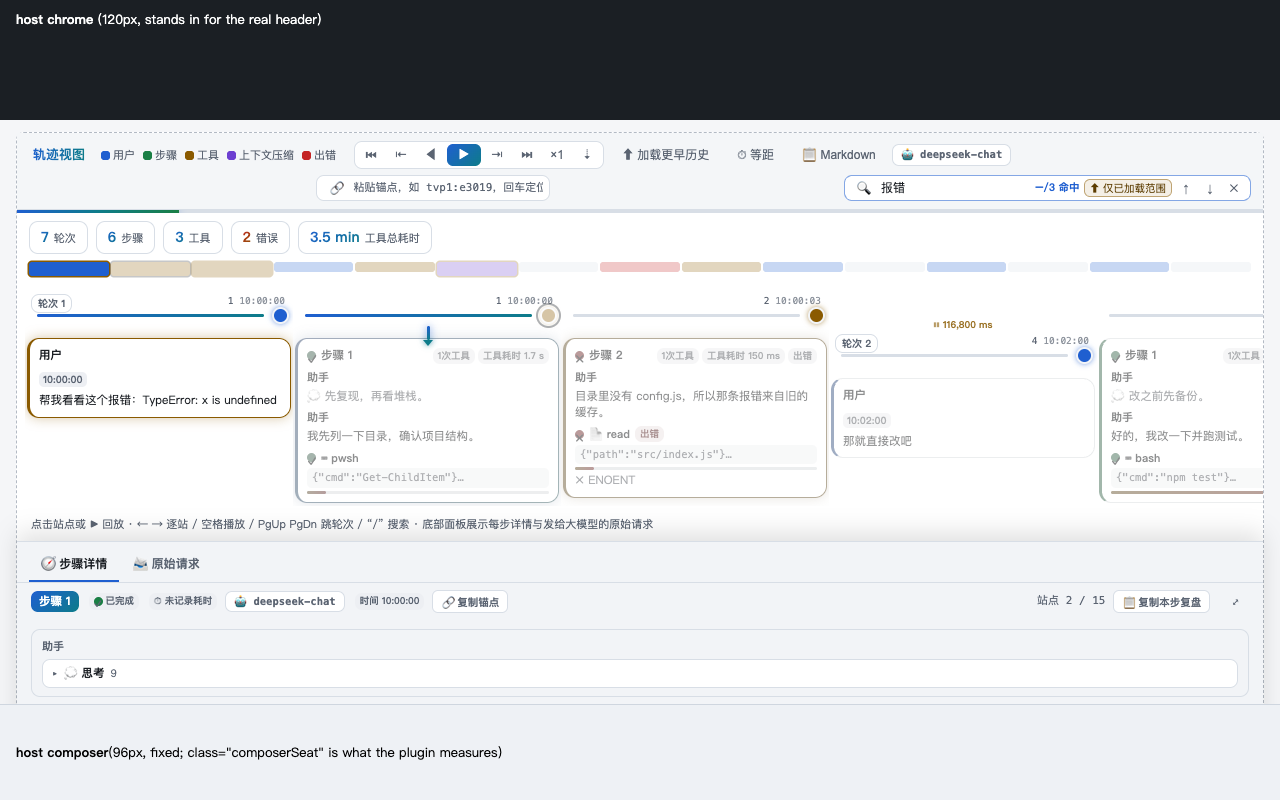 host chrome (120px, stands in for the real header)
轨迹视图 用户 步骤 工具 上下文压缩 出错 ×1 加载更早历史 等距 Markdown deepseek-chat
粘贴锚点，如 tvp1:e3019，回车定位 报错 —/3 命中 仅已加载范围
7 轮次 6 步骤 3 工具 2 错误 3.5 min 工具总耗时
轮次 1 1 10:00:00 1 10:00:00 2 10:00:03
116,800 ms
轮次 2 4 10:02:00
用户
10:00:00
帮我看看这个报错：TypeError: x is undefined
步骤 1 1次工具 工具耗时 1.7 s
助手
先复现，再看堆栈。
助手
我先列一下目录，确认项目结构。
pwsh
{"cmd":"Get-ChildItem"}…
步骤 2 1次工具 工具耗时 150 ms 出错
助手
目录里没有 config.js，所以那条报错来自旧的
缓存。
read 出错
{"path":"src/index.js"}…
✕ ENOENT
用户
10:02:00
那就直接改吧
步骤 1 1次工具
助手
改之前先备份。
助手
好的，我改一下并跑测试。
bash
{"cmd":"npm test"}…
点击站点或 ▶ 回放 · ← → 逐站 / 空格播放 / PgUp PgDn 跳轮次 / “/” 搜索 · 底部面板展示每步详情与发给大模型的原始请求
步骤详情 原始请求
步骤 1 已完成 未记录耗时 deepseek-chat 时间 10:00:00 复制锚点 站点 2 / 15 复制本步复盘
助手
思考 9
host composer(96px, fixed; class="composerSeat" is what the plugin measures)